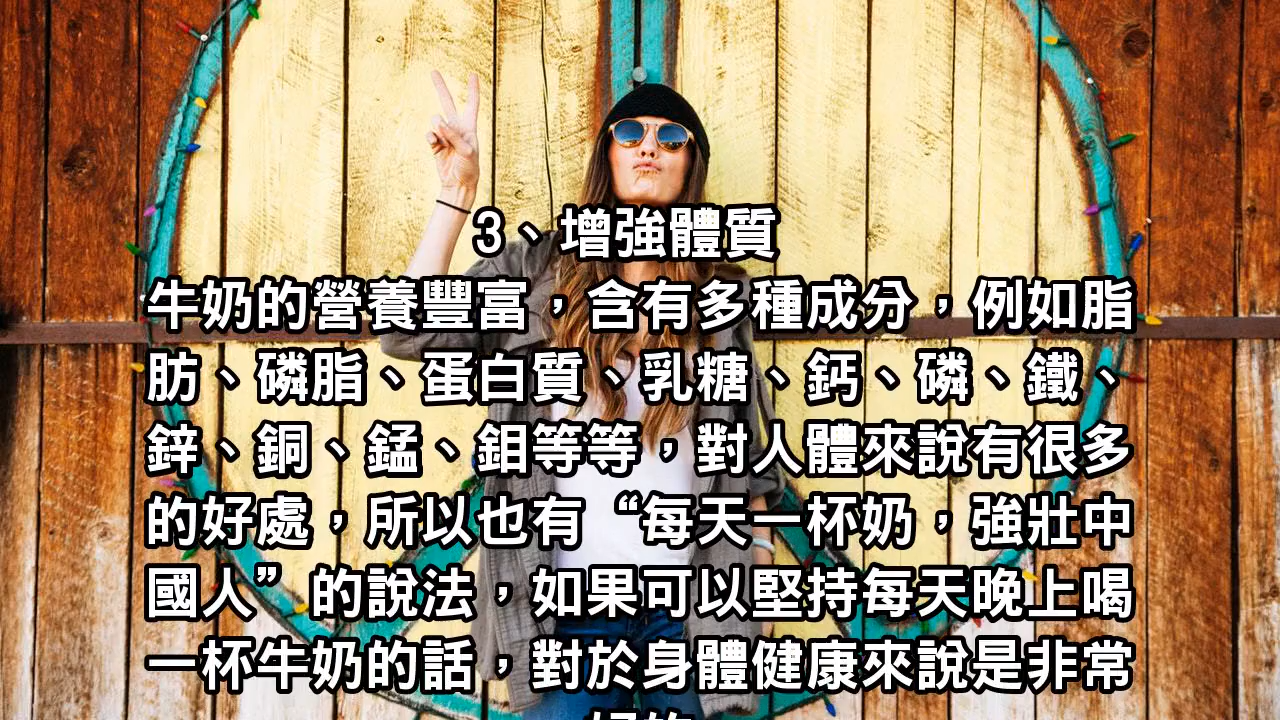 3、增強體質
牛奶的營養豐富，含有多種成分，例如脂
肪、磷脂、蛋白質、乳糖、鈣、磷、鐵、
鋅、銅、錳、鉬等等，對人體來說有很多
的好處，所以也有“每天一杯奶，強壯中
國人”的說法，如果可以堅持每天晚上喝
一杯牛奶的話，對於身體健康來說是非常